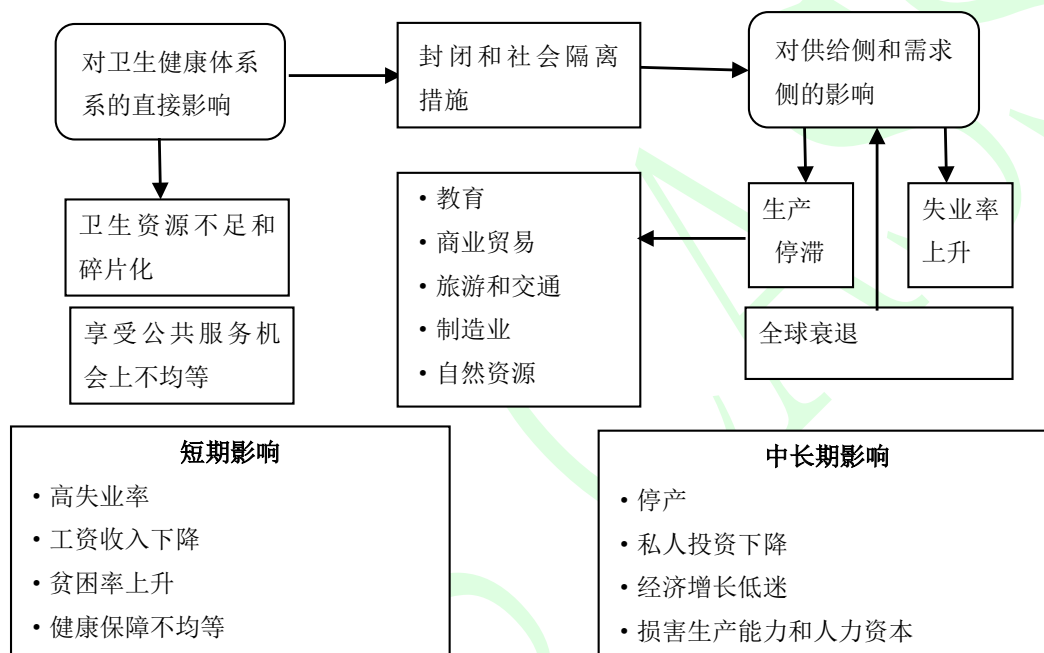 对卫生健康体系
系的直接影响
封闭和社会隔离
措施
对供给侧和需求
侧的影响
卫生资源不足和
碎片化
享受公共服务机
会上不均等
• 教育
• 商业贸易
• 旅游和交通
• 制造业
• 自然资源
生产
停滞
失业率
上升
全球衰退
短期影响
• 高失业率
• 工资收入下降
• 贫困率上升
• 健康保障不均等
中长期影响
• 停产
• 私人投资下降
• 经济增长低迷
• 损害生产能力和人力资本